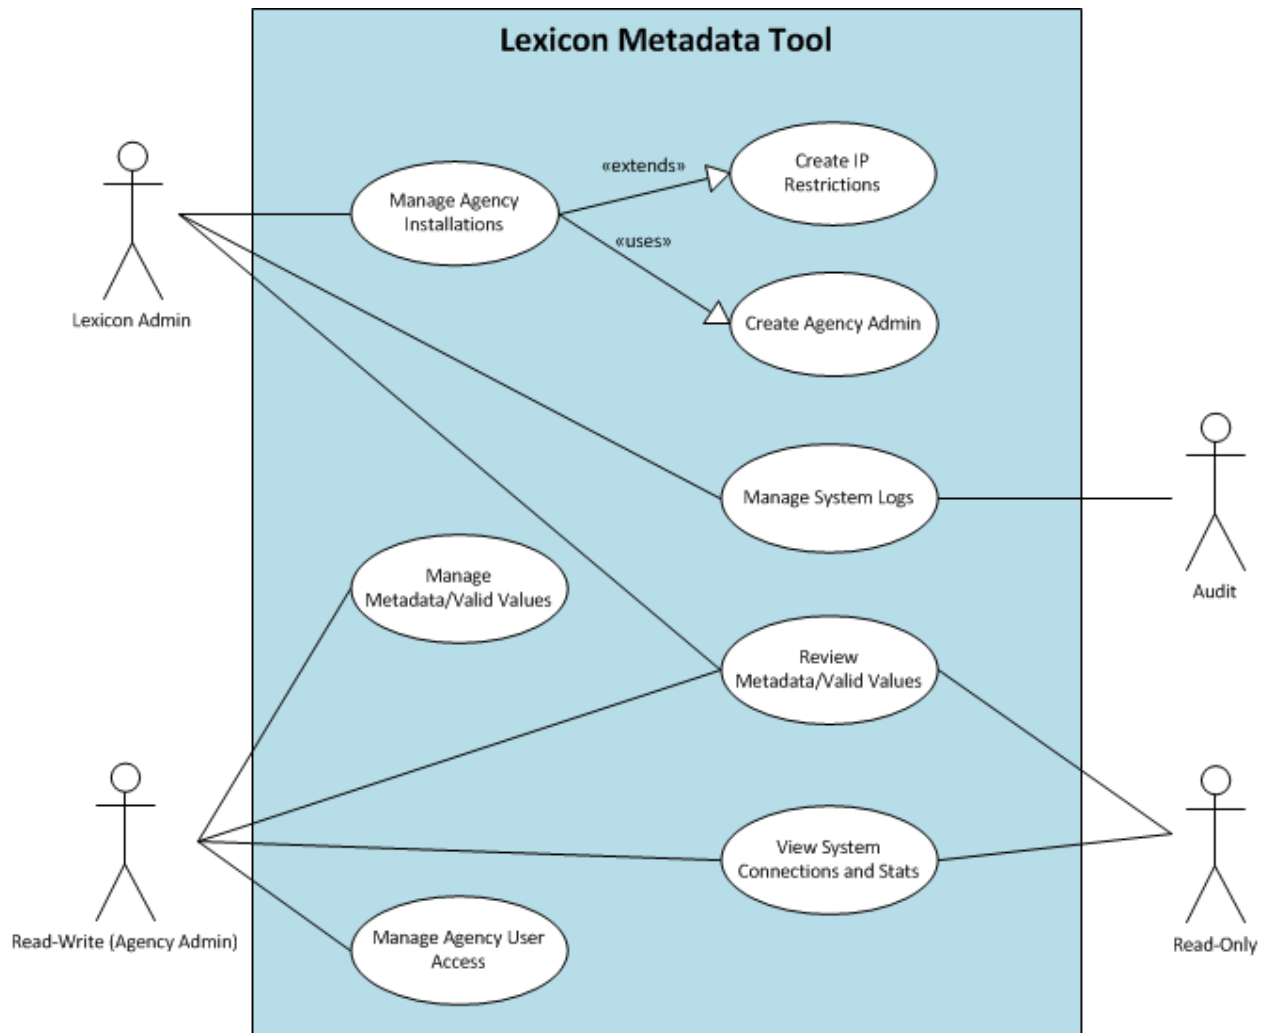 Lexicon Metadata Tool
Create IP
Restrictions
«extends»
Manage Agency
Installations
«uses»
Create Agency Admin
Lexicon Admin
Manage System Logs
Audit
Manage
Metadata/Valid Values
Review
Metadata/Valid Values
View System
Connections and Stats
Read-Write (Agency Admin)
Manage Agency User
Access
Read-Only